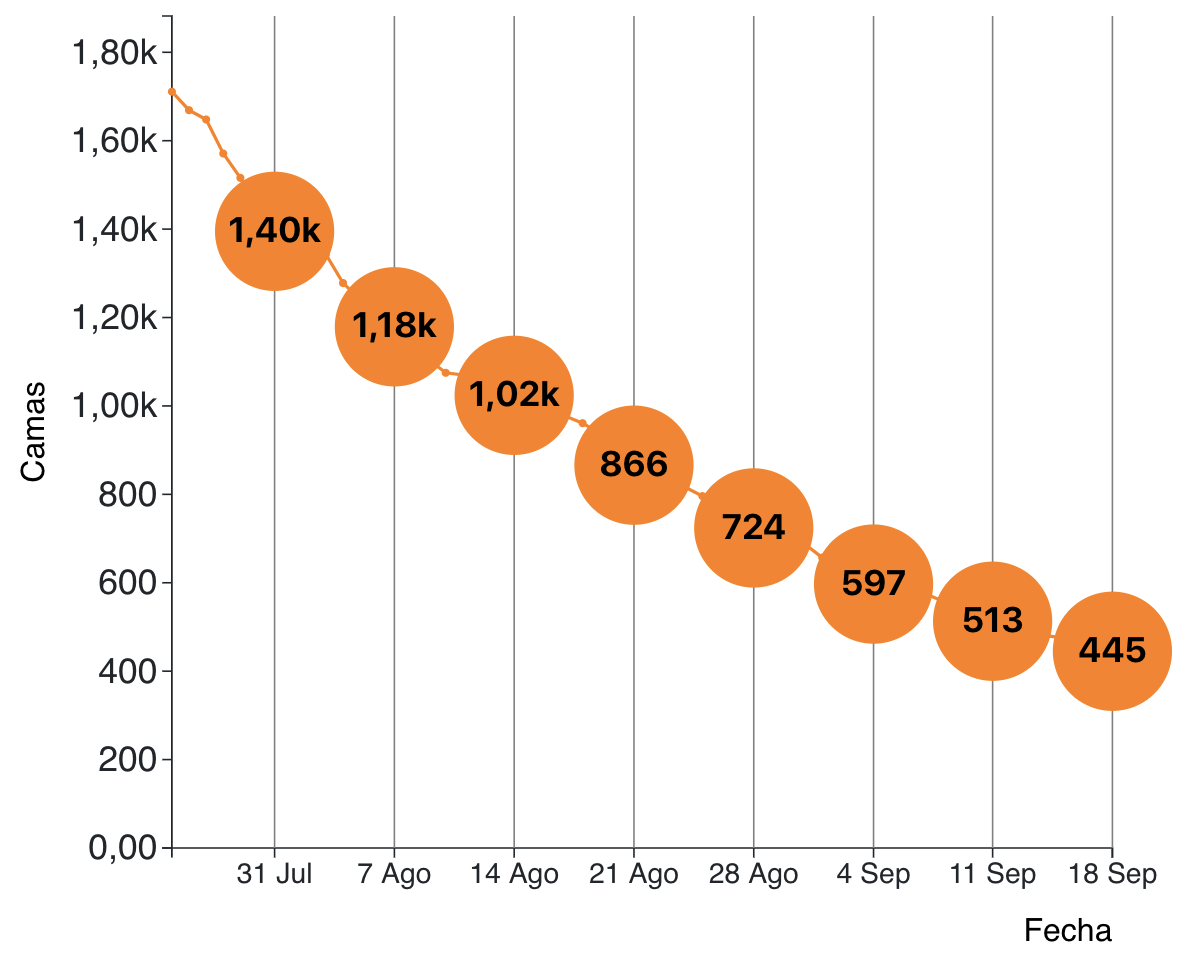 1,80k
1,60k
1,40k
1,20k
1,00k
800
600
400
200
0,00
Camas
1,40k
1,18k
1,02k
866
724
597
513
445
31 Jul 7 Ago 14 Ago 21 Ago 28 Ago 4 Sep 11 Sep 18 Sep
Fecha